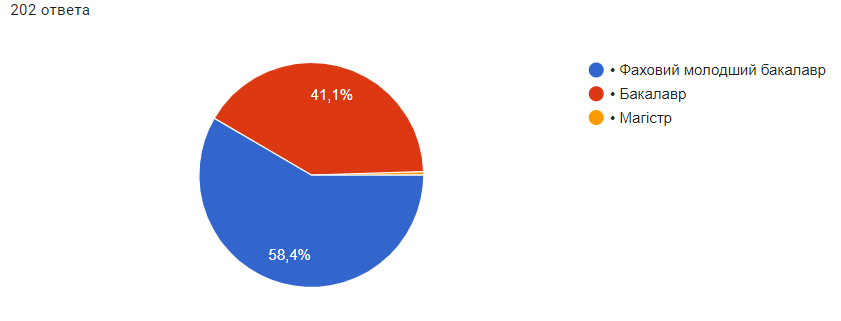 202 ответа
• Фаховий молодший бакалавр
41,1%
• Бакалавр
• Магістр
58,4%